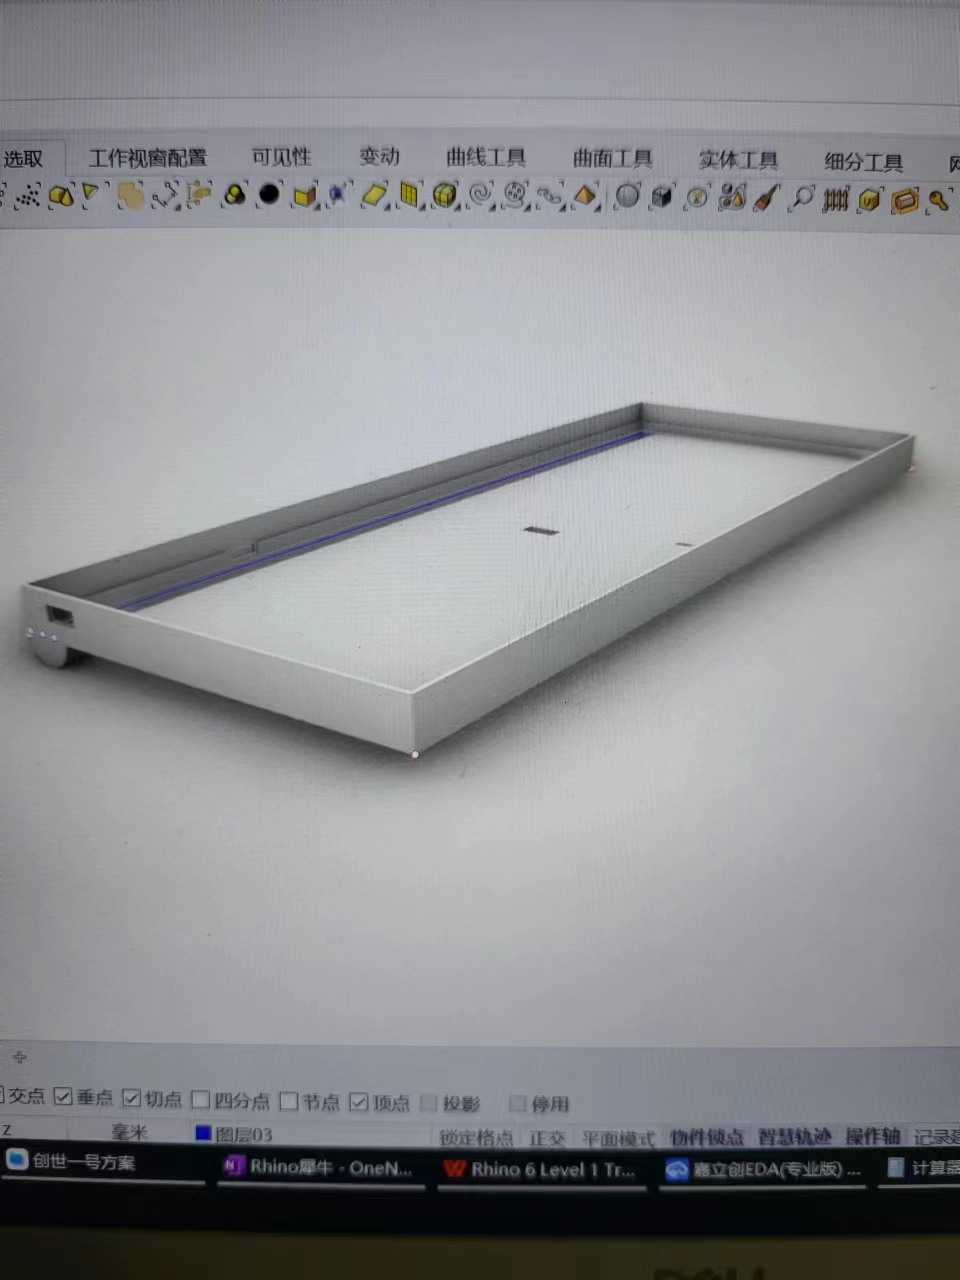 选取 工作视窗配置 可见性 变动 曲线工具 曲面工具 实体工具 细分工具 网
交点 垂点 切点 四分点 节点 顶点 投影 停用
z 毫米 图层03 锁定格点 正交 平面模式 物件锁点 智慧轨迹 操作轴 记录
创世一号方案 Rhino犀牛 - OneN... Rhino 6 Level 1 Tr... 嘉立创EDA(专业版) ... 计算器